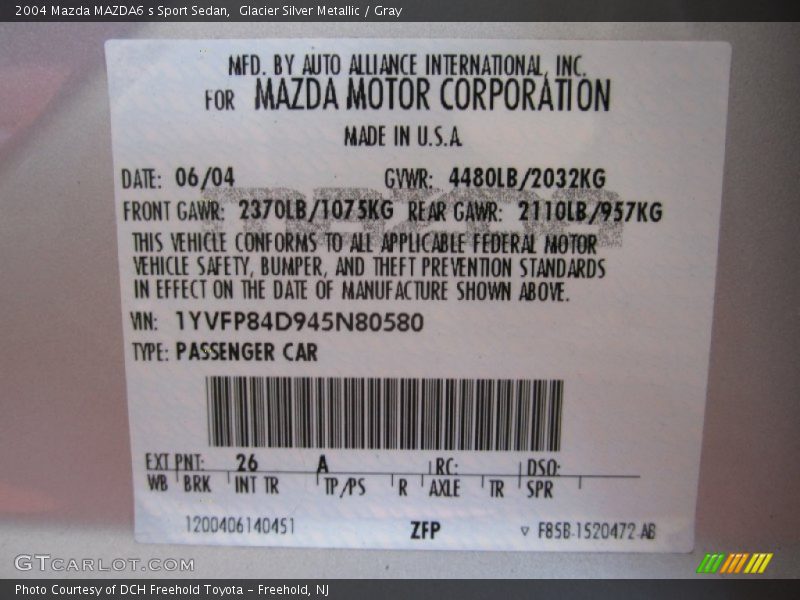 2004 Mazda MAZDA6 s Sport Sedan,  Glacier Silver Metallic / Gray
MFD. BY AUTO ALLIANCE INTERNATIONAL, INC.
FOR MAZDA MOTOR CORPORATION
MADE IN U.S.A.
DATE: 06/04 GVWR: 4480LB/2032KG
FRONT GAWR: 2370LB/1075KG REAR GAWR: 2110LB/957KG
THIS VEHICLE CONFORMS TO ALL APPLICABLE FEDERAL MOTOR
VEHICLE SAFETY, BUMPER, AND THEFT PREVENTION STANDARDS
IN EFFECT ON THE DATE OF MANUFACTURE SHOWN ABOVE.
VIN: 1YVFP84D945N80580
TYPE: PASSENGER CAR
EXT PNT: 26 A RC: DSO:
WB BRK INT TR TP/PS R AXLE TR SPR
1200406140451 ZFP ▽ F85B-1520472-AB
GTCARLOT.COM
Photo Courtesy of DCH Freehold Toyota - Freehold, NJ